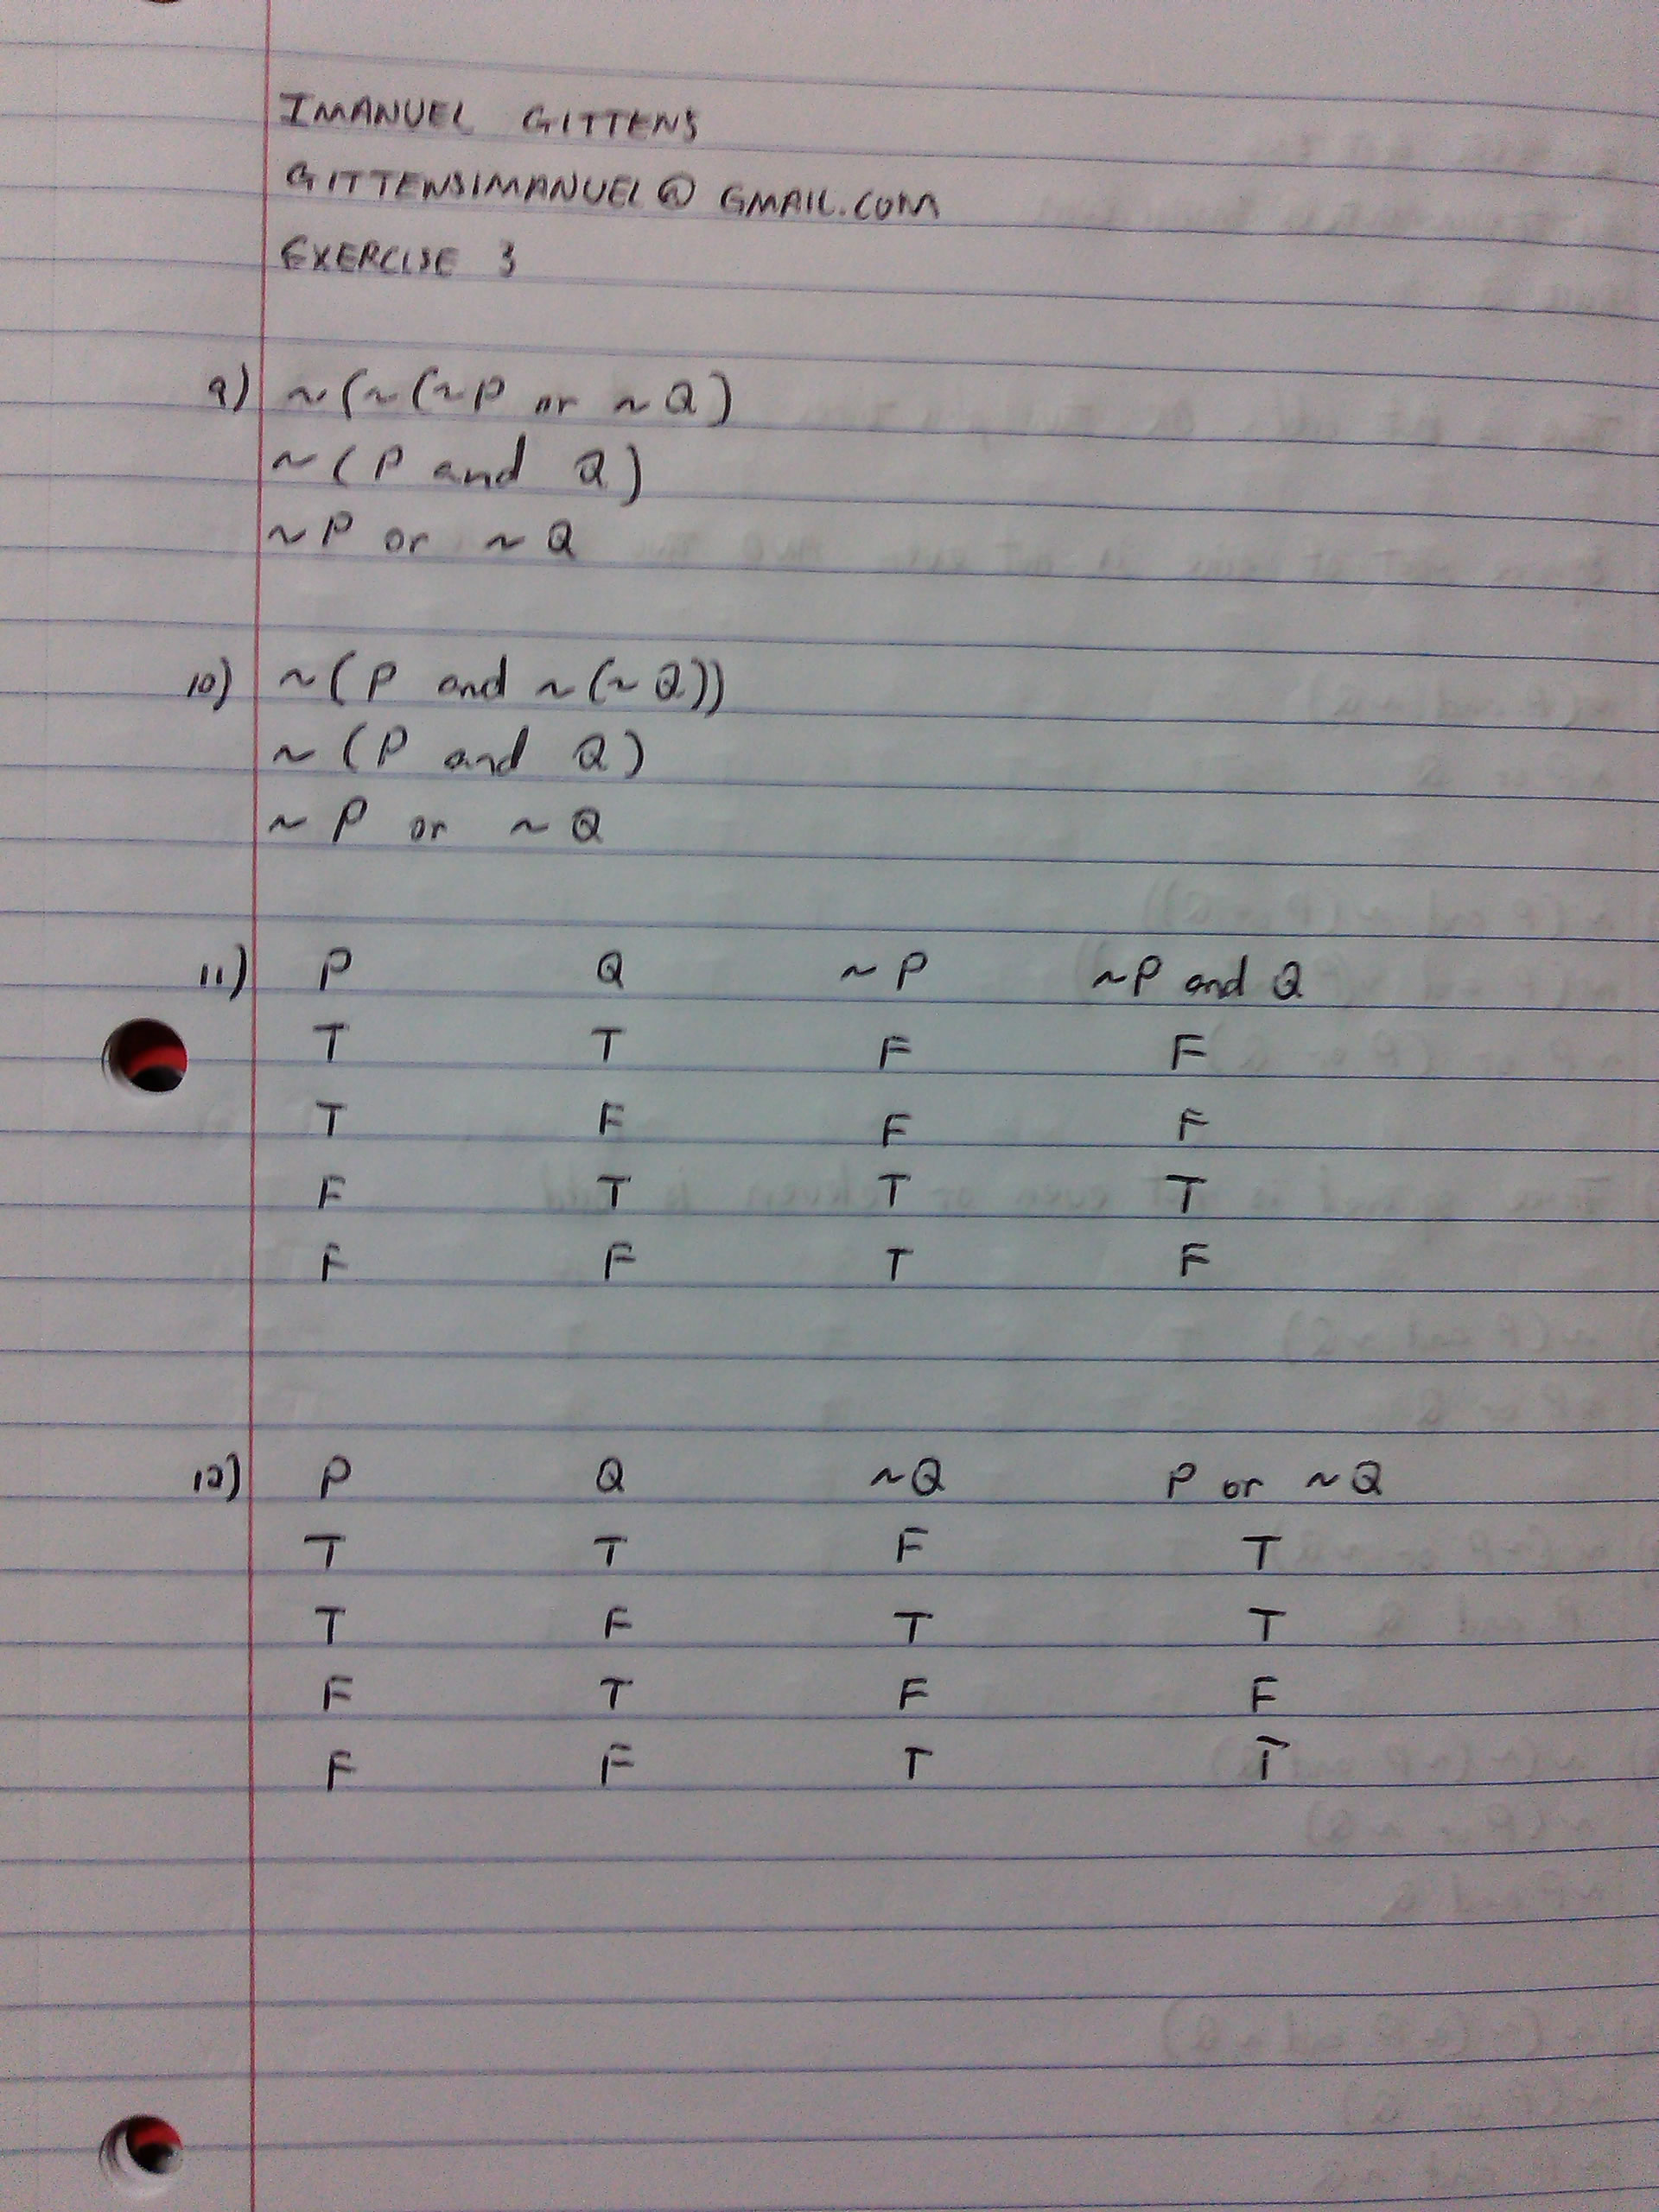 IMANUEL GITTENS
GITTENSIMANUEL@GMAIL.COM
EXERCISE 3
9) ~(~(~P or ~Q)
~(P and Q)
~P or ~Q
10) ~(P and ~(~Q))
~(P and Q)
~P or ~Q
11) P Q ~P ~P and Q
T T F F
T F F F
F T T T
F F T F
12) P Q ~Q P or ~Q
T T F T
T F T T
F T F F
F F T T